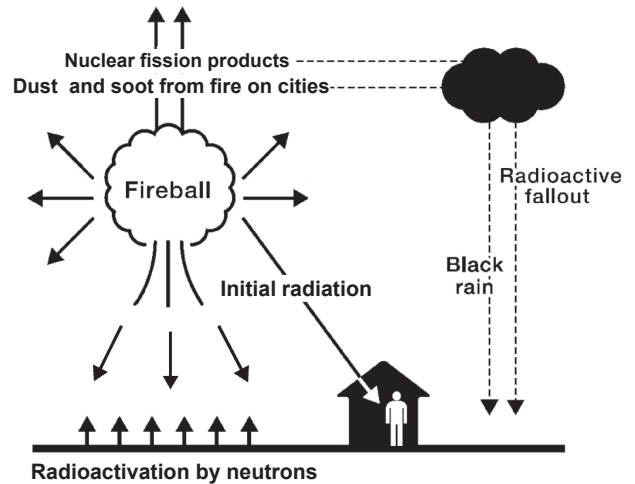 Nuclear fission products
Dust and soot from fire on cities
Fireball
Radioactive
fallout
Initial radiation
Black
rain
Radioactivation by neutrons